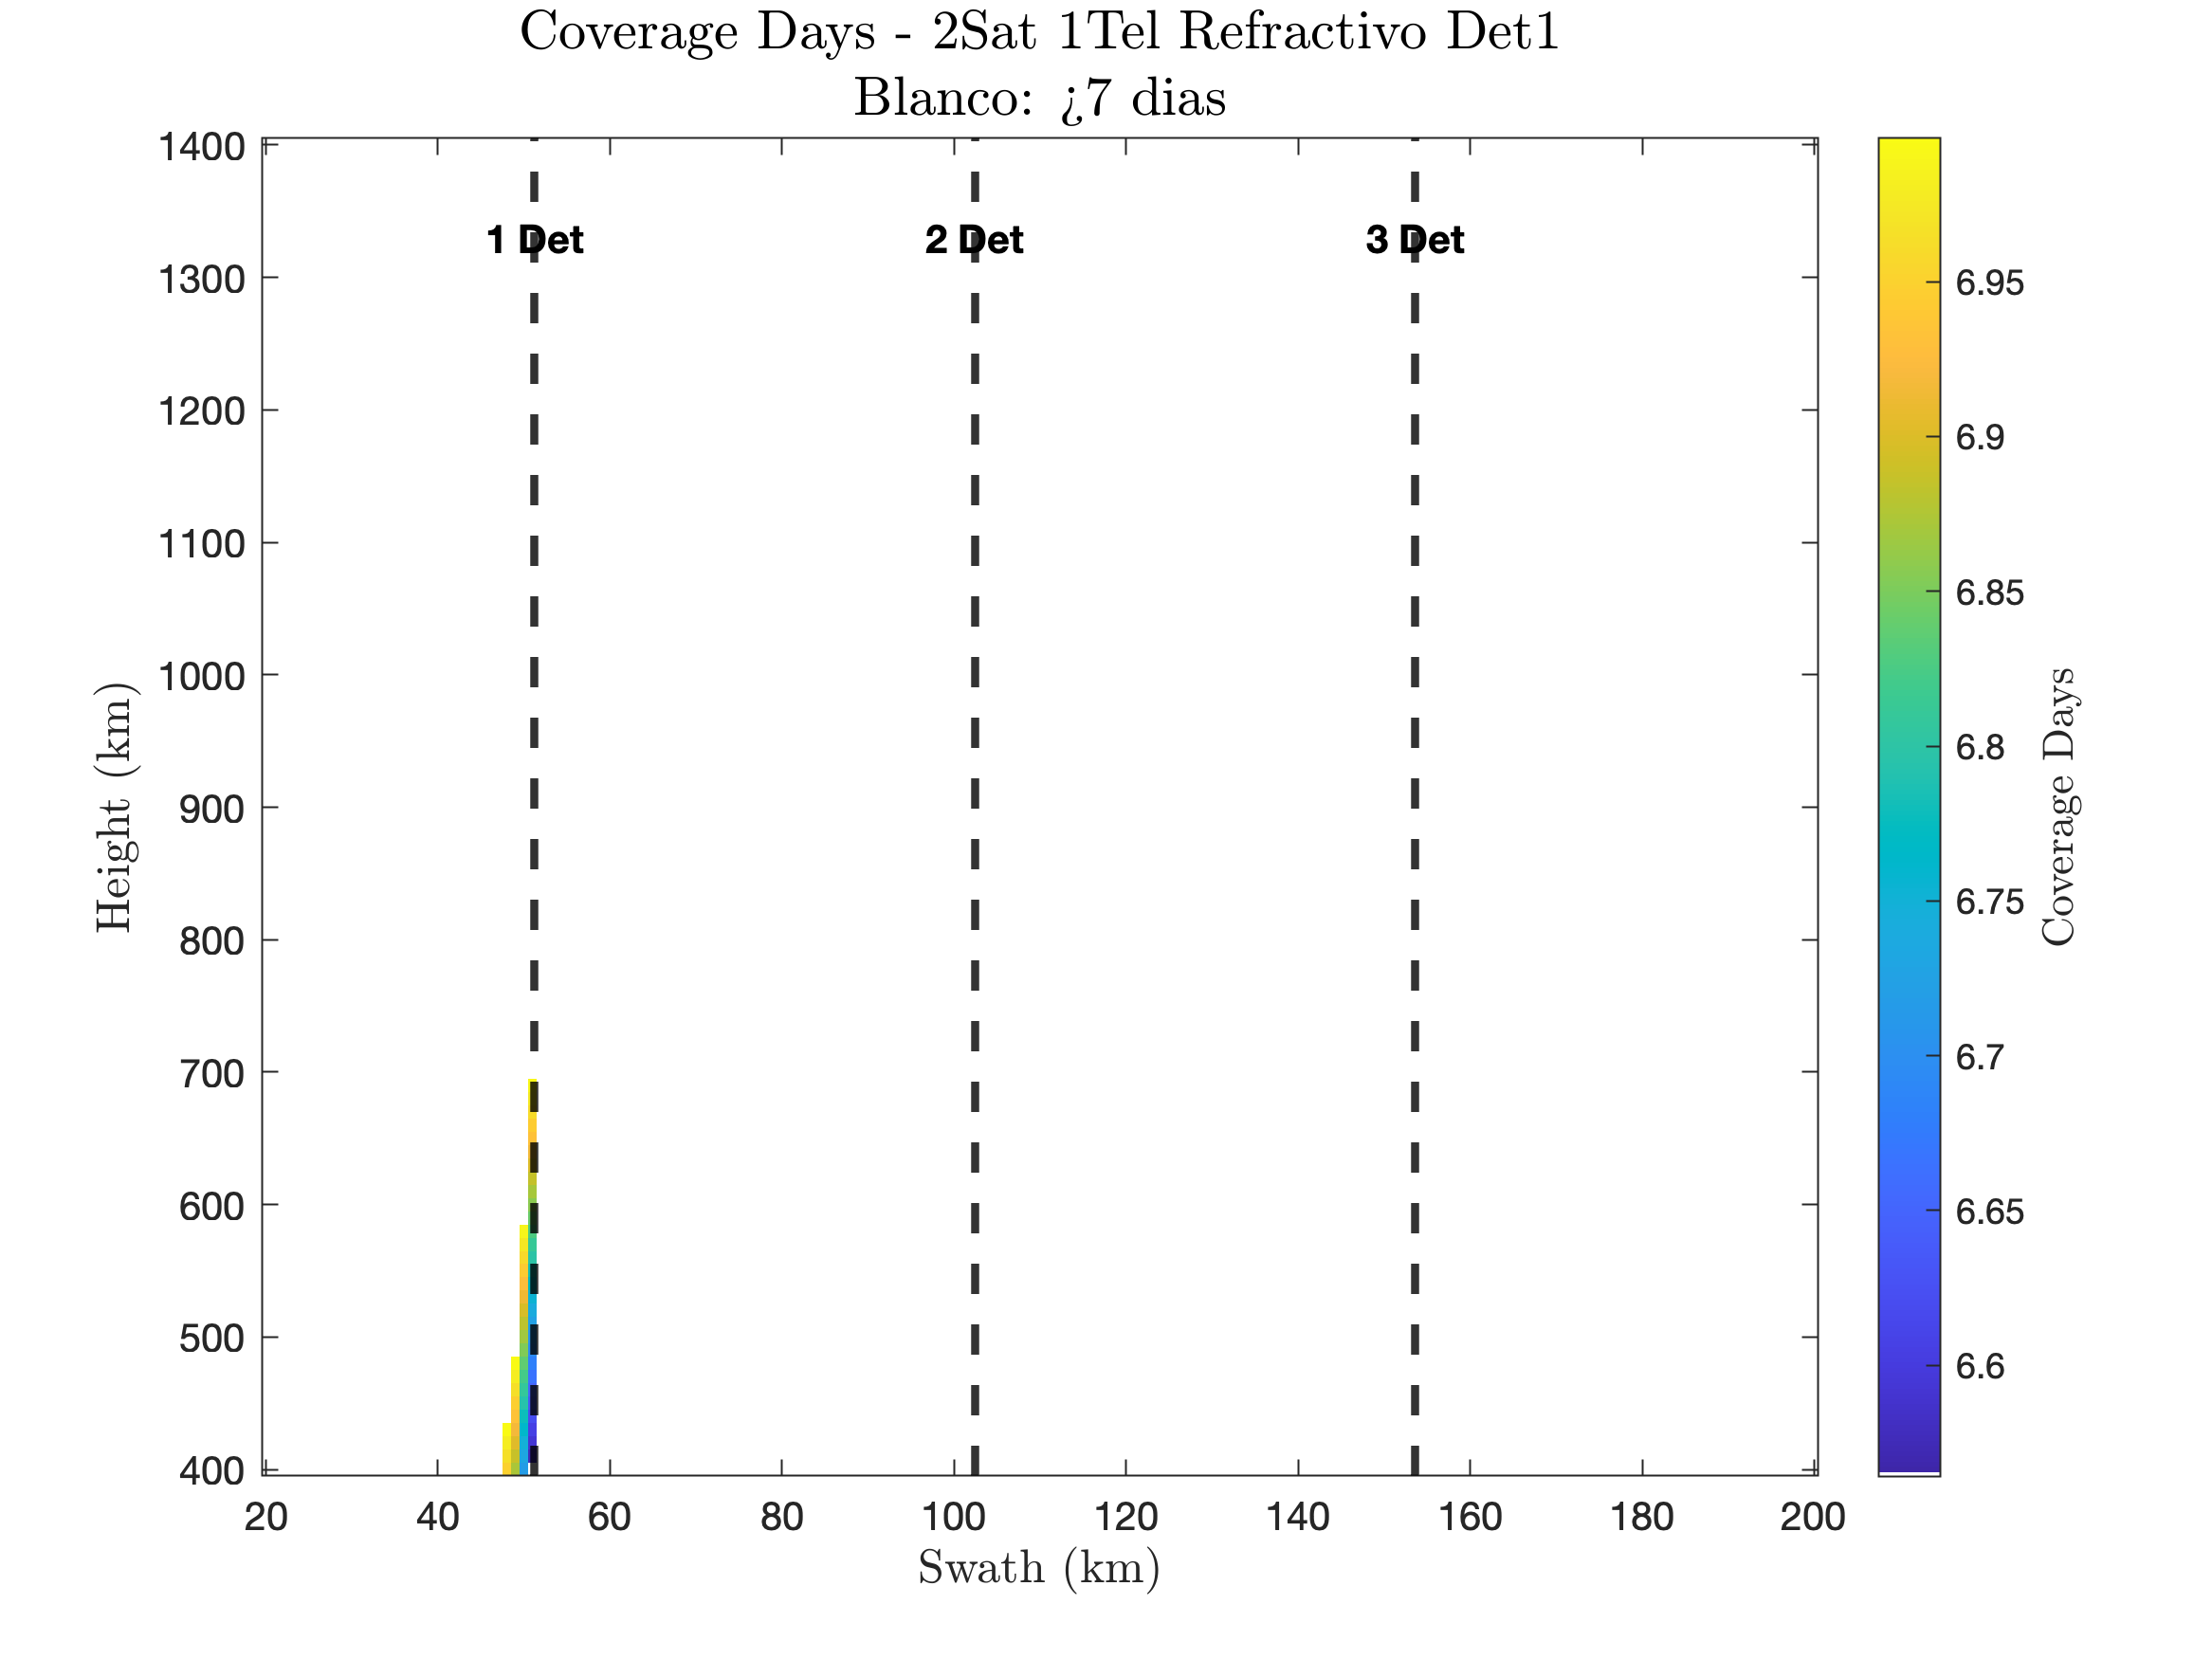 Coverage Days - 2Sat 1Tel Refractivo Det1
Blanco: ¿7 dias
1 Det
2 Det
3 Det
1400
1300
1200
1100
1000
900
800
700
600
500
400
Height (km)
20 40 60 80 100 120 140 160 180 200
Swath (km)
6.95
6.9
6.85
6.8
6.75
6.7
6.65
6.6
Coverage Days